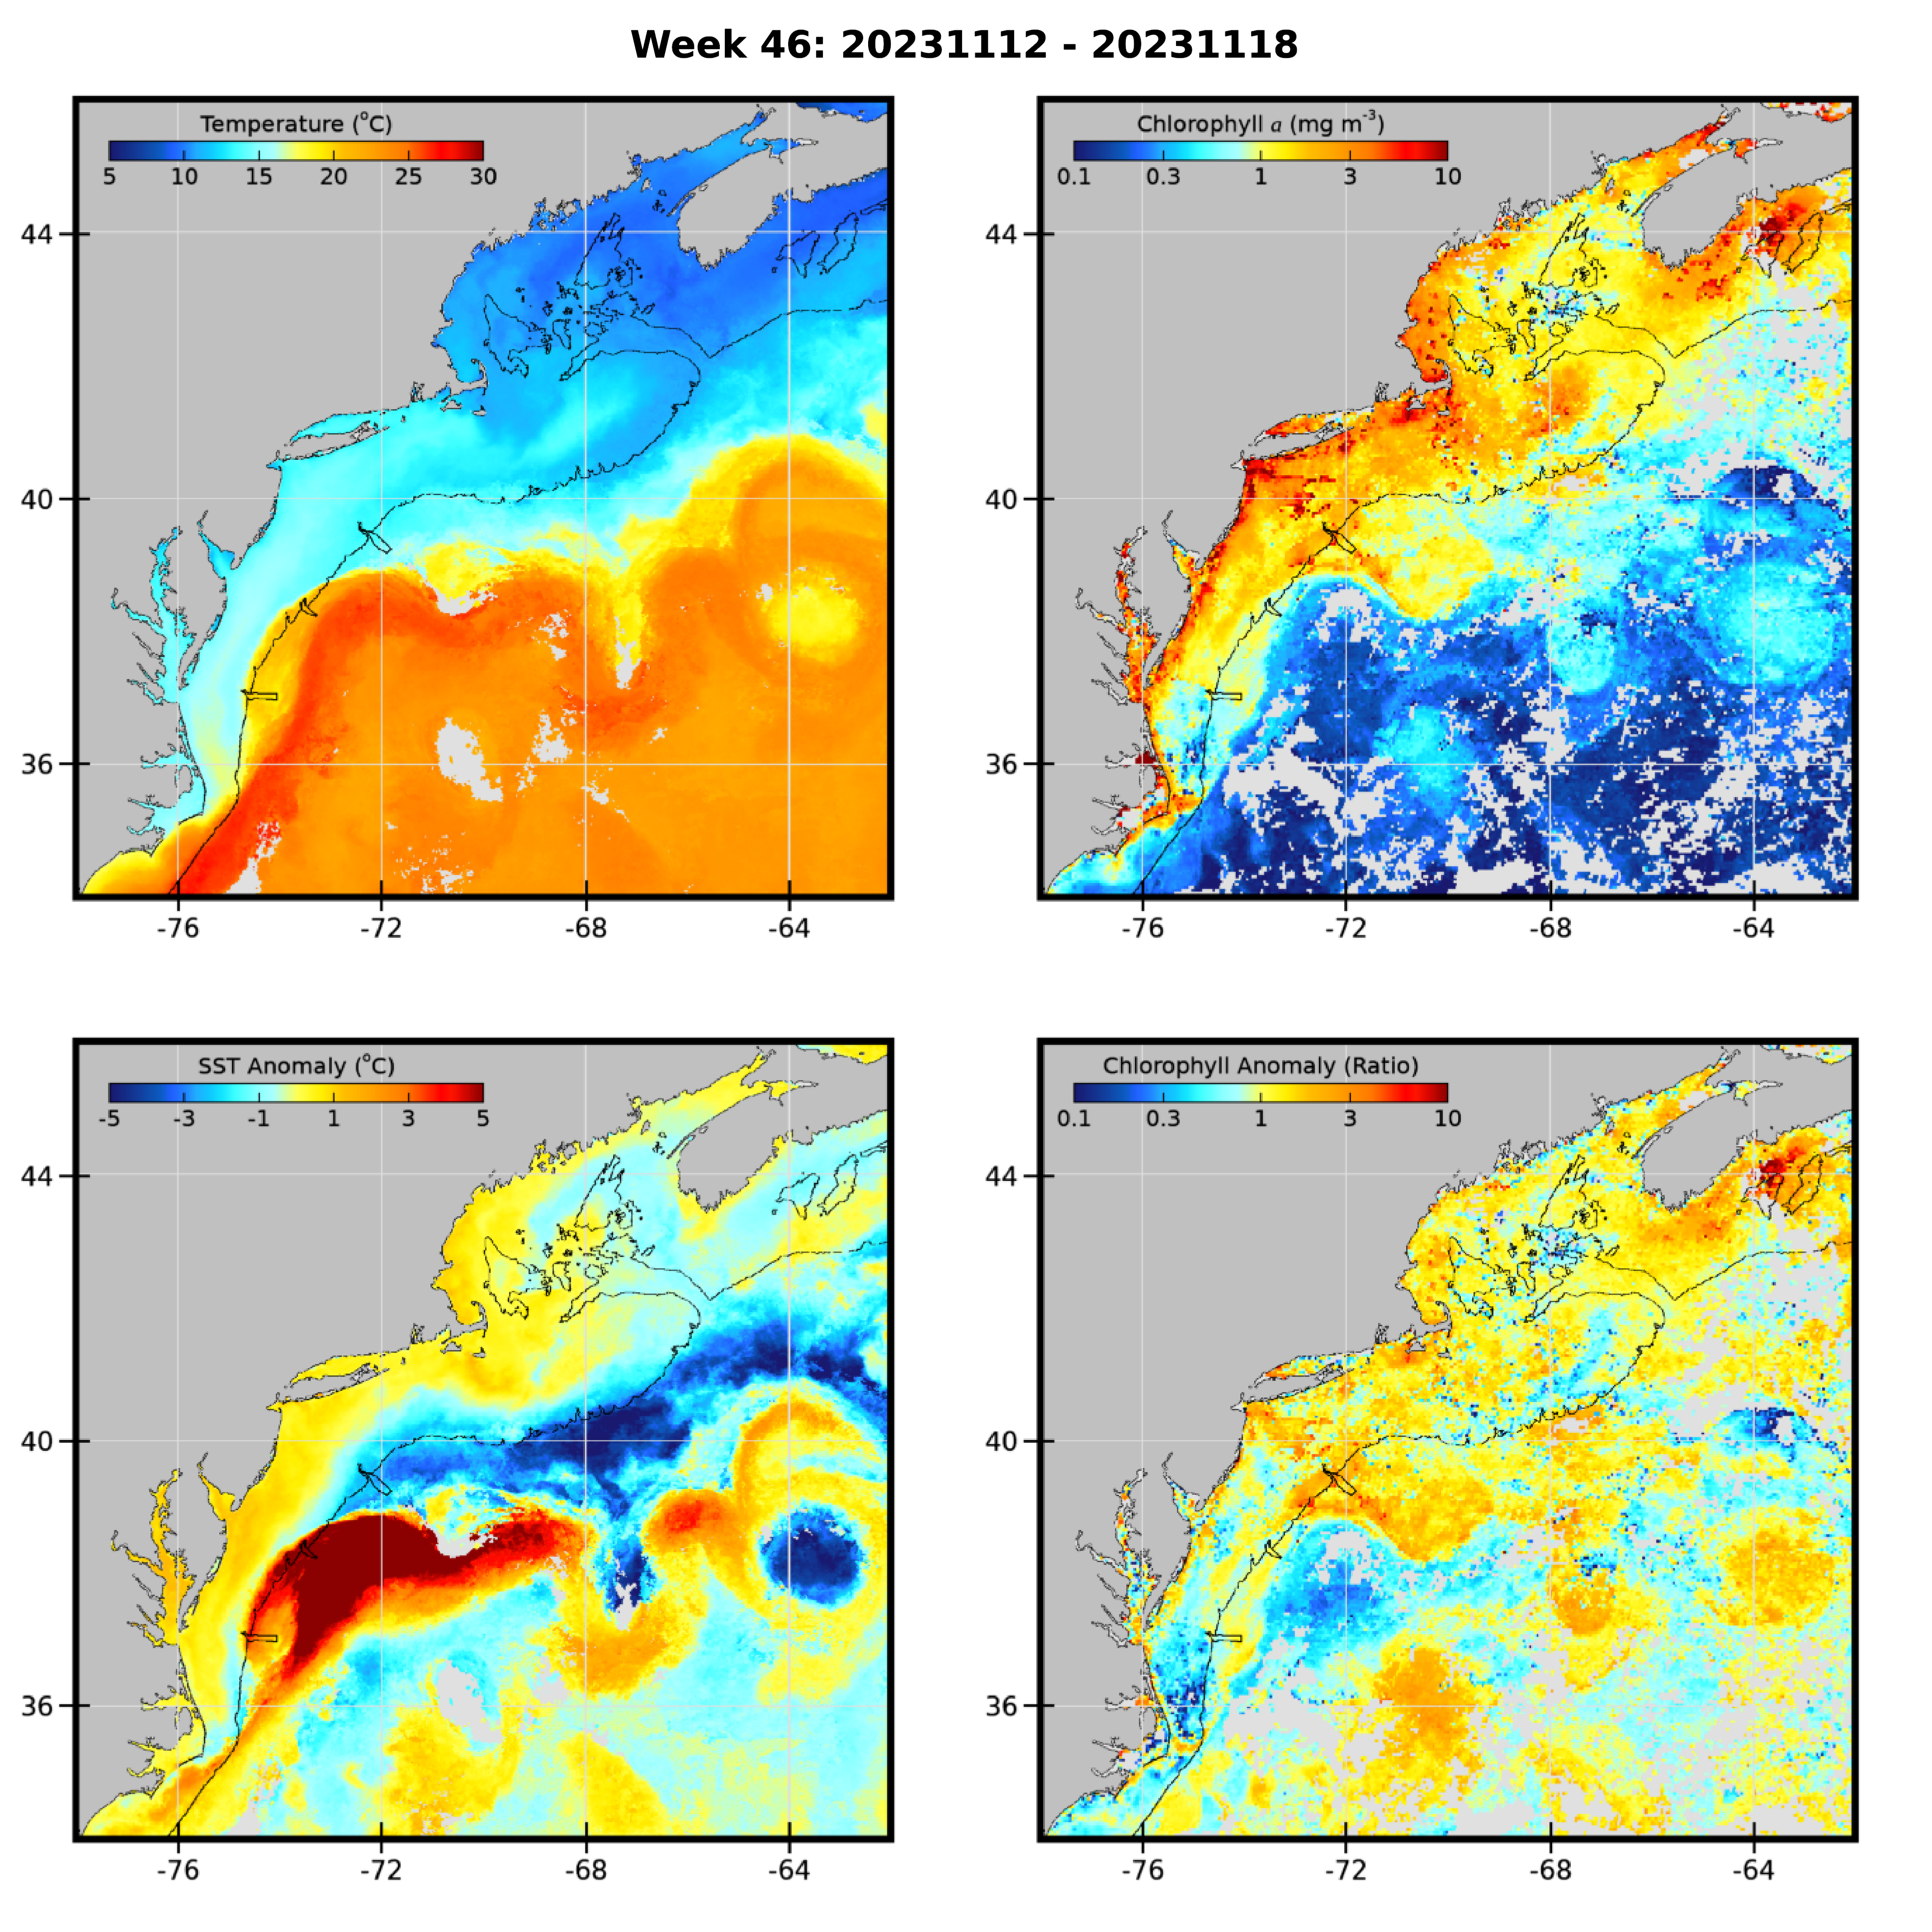 Week 46: 20231112 - 20231118
Temperature (°C)
5 10 15 20 25 30
44
40
36
-76 -72 -68 -64
Chlorophyll a (mg m⁻³)
0.1 0.3 1 3 10
44
40
36
-76 -72 -68 -64
SST Anomaly (°C)
-5 -3 -1 1 3 5
44
40
36
-76 -72 -68 -64
Chlorophyll Anomaly (Ratio)
0.1 0.3 1 3 10
44
40
36
-76 -72 -68 -64